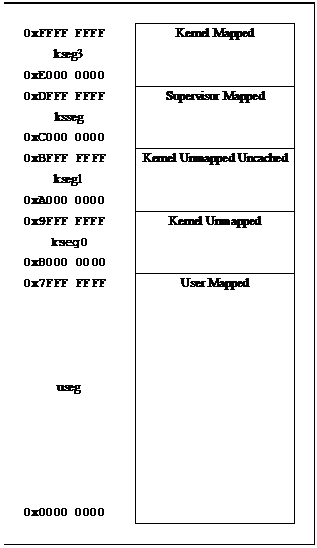 0xFFFF FFFF Kernel Mapped
kseg3
0xE000 0000
0xDFFF FFFF Supervisor Mapped
ksseg
0xC000 0000
0xBFFF FFFF Kernel Unmapped Uncached
kseg1
0xA000 0000
0x9FFF FFFF Kernel Unmapped
kseg0
0x8000 0000
0x7FFF FFFF User Mapped
useg
0x0000 0000